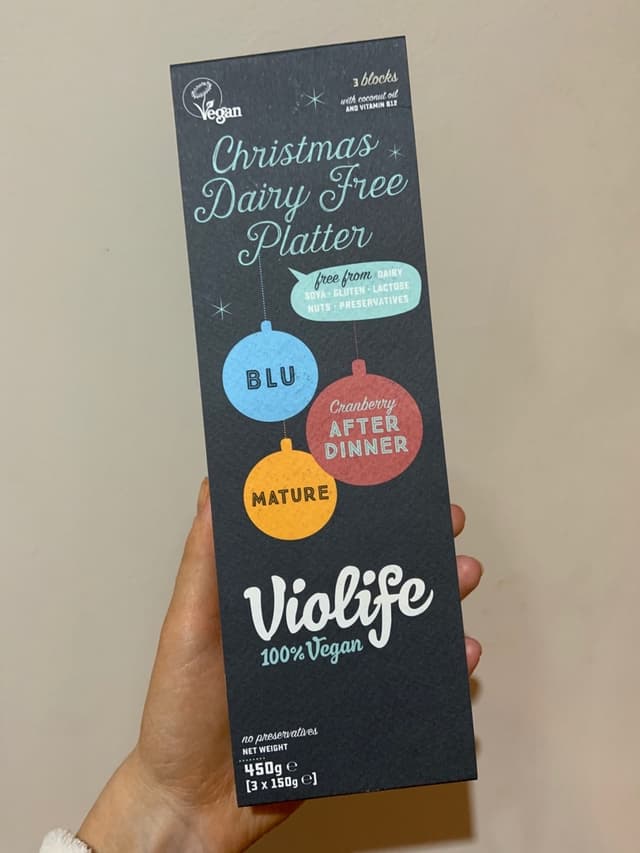 Vegan
3 blocks
with coconut oil
AND VITAMIN B12
Christmas
Dairy Free
Platter
free from DAIRY
SOYA · GLUTEN · LACTOSE
NUTS · PRESERVATIVES
BLU
Cranberry
AFTER
DINNER
MATURE
Violife
100% Vegan
no preservatives
NET WEIGHT
450g ℮
[3 x 150g ℮]